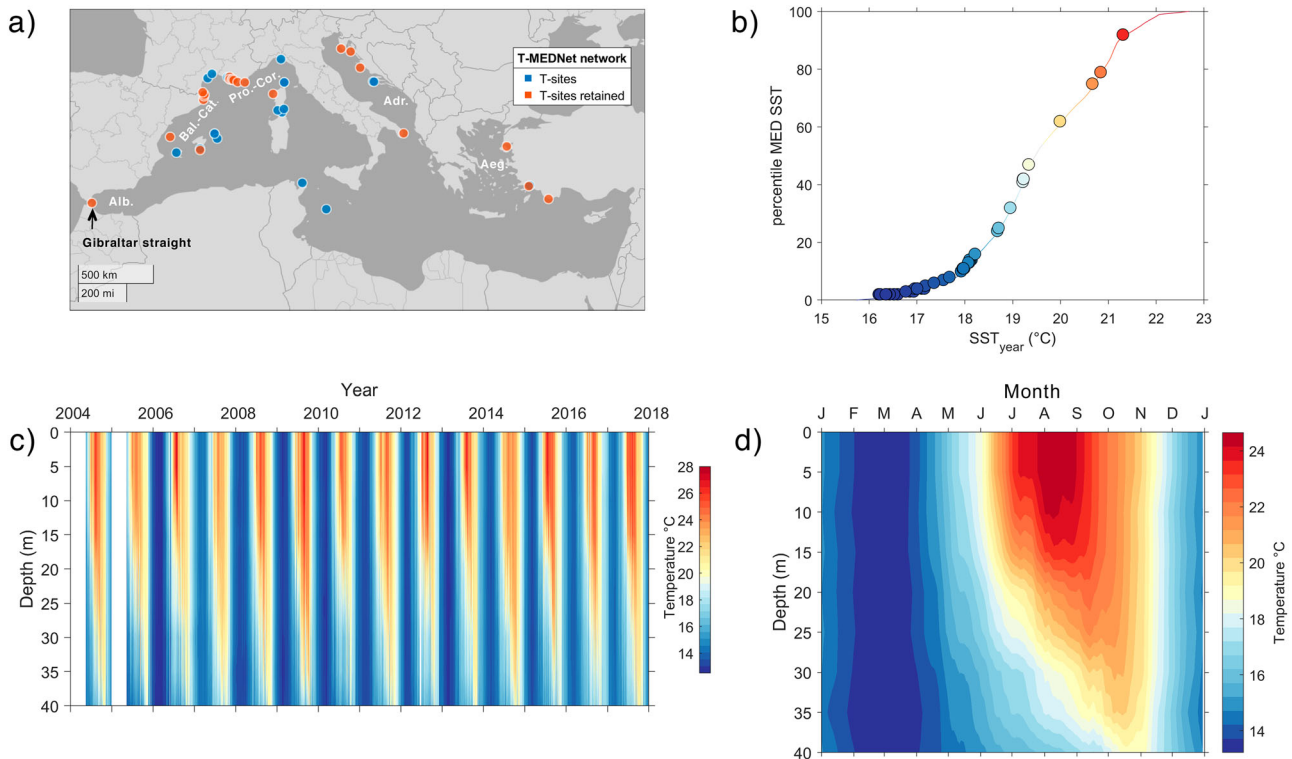 a)
T-MEDNet network
T-sites
T-sites retained
Pro.-Cor.
Bal.-Cat.
Adr.
Aeg.
Alb.
Gibraltar straight
500 km
200 mi
b)
percentile MED SST
100
80
60
40
20
0
15 16 17 18 19 20 21 22 23
SSTyear (°C)
c)
Year
2004 2006 2008 2010 2012 2014 2016 2018
Depth (m)
0
5
10
15
20
25
30
35
40
Temperature °C
28
26
24
22
20
18
16
14
d)
Month
J F M A M J J A S O N D J
Depth (m)
0
5
10
15
20
25
30
35
40
Temperature °C
24
22
20
18
16
14